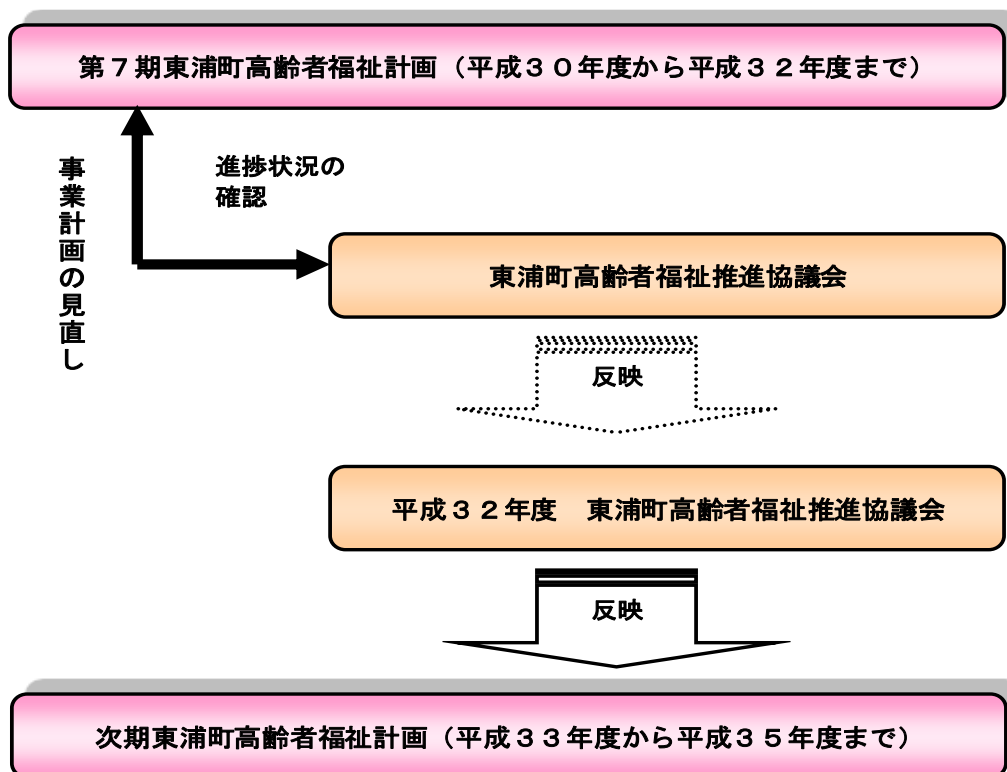 第７期東浦町高齢者福祉計画（平成３０年度から平成３２年度まで）
事業計画の見直し
進捗状況の
確認
東浦町高齢者福祉推進協議会
反映
平成３２年度　東浦町高齢者福祉推進協議会
反映
次期東浦町高齢者福祉計画（平成３３年度から平成３５年度まで）